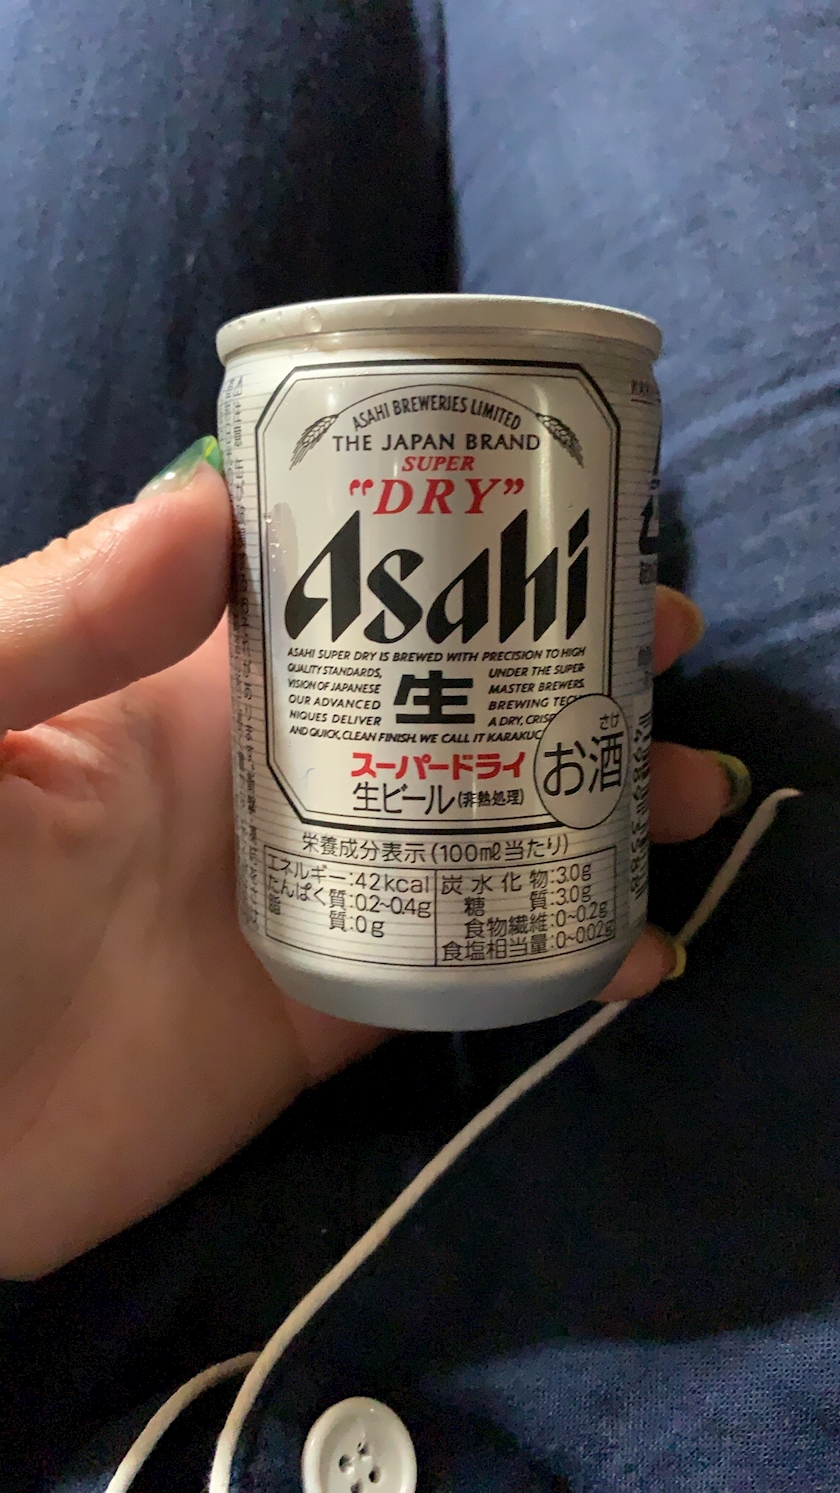 ASAHI BREWERIES LIMITED
THE JAPAN BRAND
SUPER
"DRY"
Asahi
ASAHI SUPER DRY IS BREWED WITH PRECISION TO HIGH
QUALITY STANDARDS, UNDER THE SUPER-
VISION OF JAPANESE MASTER BREWERS.
OUR ADVANCED BREWING TECH
NIQUES DELIVER A DRY, CRISP
AND QUICK, CLEAN FINISH. WE CALL IT KARAKUC
生
スーパードライ
生ビール(非熱処理)
さけ
お酒
栄養成分表示(100mℓ当たり)
エネルギー:42kcal
たんぱく質:0.2~0.4g
脂質:0g
炭水化物:3.0g
糖質:3.0g
食物繊維:0~0.2g
食塩相当量:0~0.02g